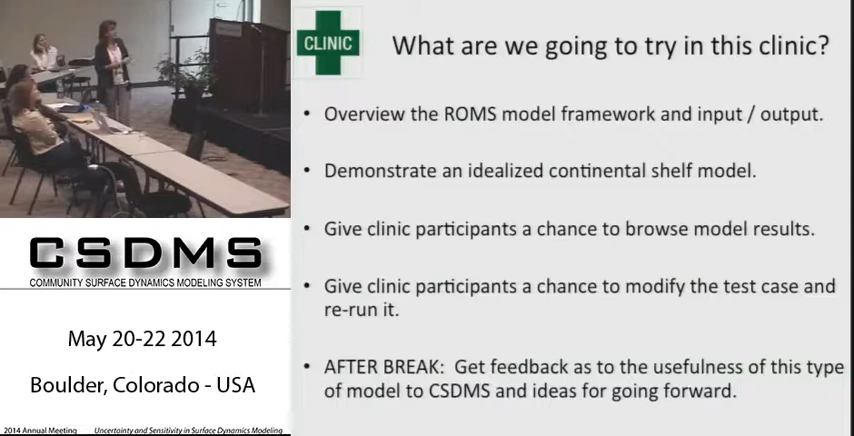 CLINIC
What are we going to try in this clinic?
• Overview the ROMS model framework and input / output.
• Demonstrate an idealized continental shelf model.
• Give clinic participants a chance to browse model results.
• Give clinic participants a chance to modify the test case and
re-run it.
• AFTER BREAK: Get feedback as to the usefulness of this type
of model to CSDMS and ideas for going forward.
CSDMS
COMMUNITY SURFACE DYNAMICS MODELING SYSTEM
May 20-22 2014
Boulder, Colorado - USA
2014 Annual Meeting Uncertainty and Sensitivity in Surface Dynamics Modeling